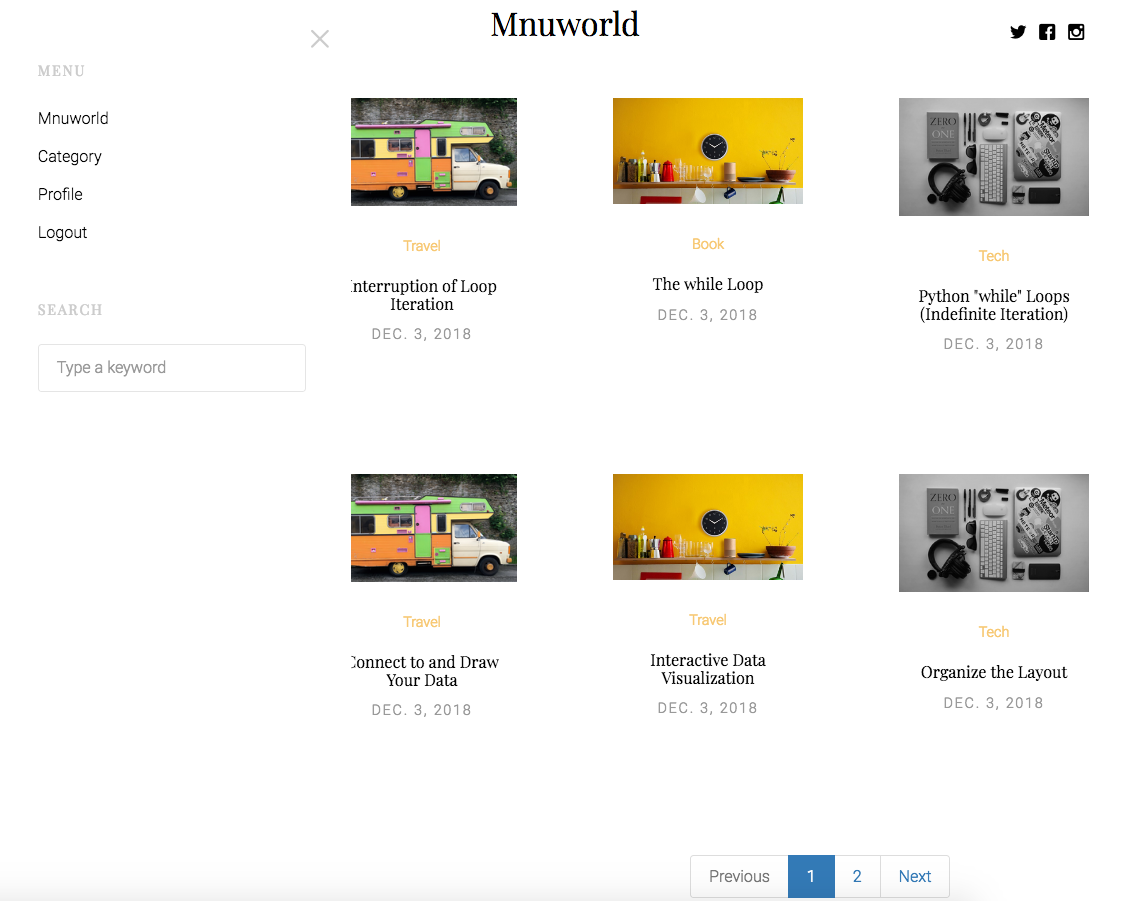 Mnuworld
MENU
Mnuworld
Category
Profile
Logout
SEARCH
Type a keyword
Travel
Interruption of Loop
Iteration
DEC. 3, 2018
Book
The while Loop
DEC. 3, 2018
ZERO
ONE
Tech
Python "while" Loops
(Indefinite Iteration)
DEC. 3, 2018
Travel
Connect to and Draw
Your Data
DEC. 3, 2018
Travel
Interactive Data
Visualization
DEC. 3, 2018
ZERO
ONE
Tech
Organize the Layout
DEC. 3, 2018
Previous 1 2 Next